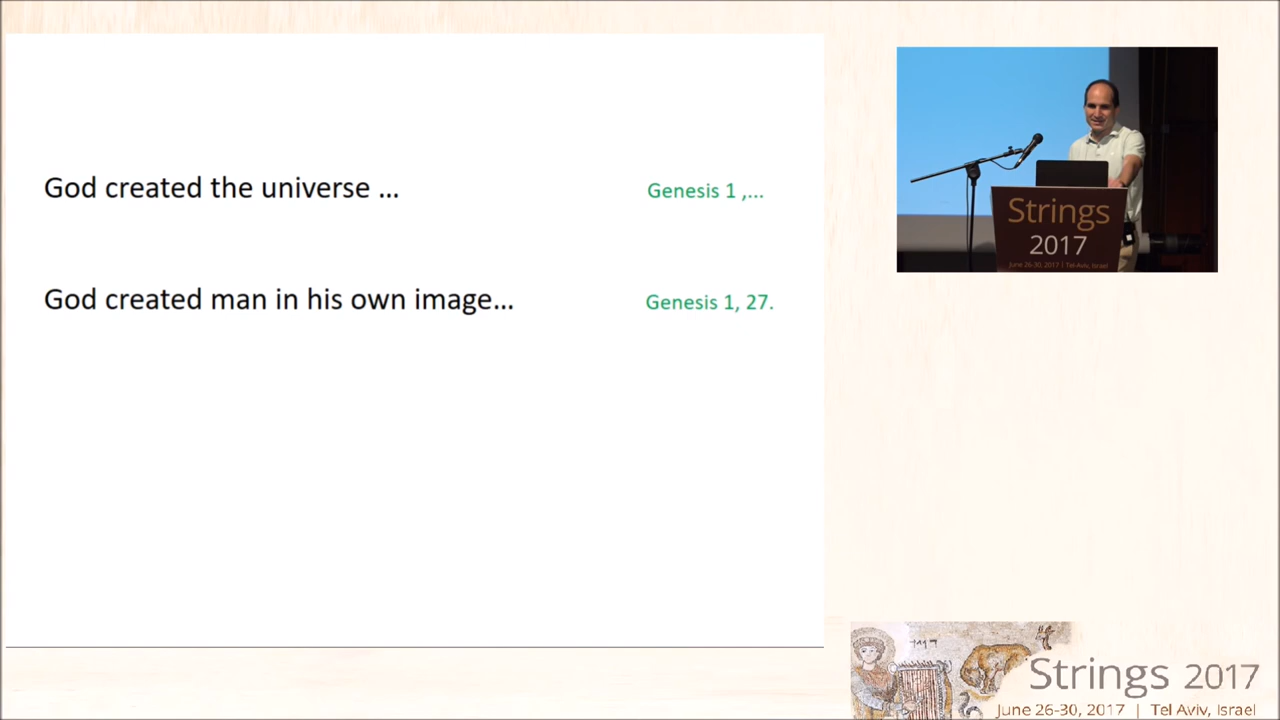 God created the universe ...
Genesis 1 ,...
God created man in his own image...
Genesis 1, 27.
Strings
2017
June 26-30, 2017 | Tel-Aviv, Israel
Strings 2017
June 26-30, 2017 | Tel Aviv, Israel